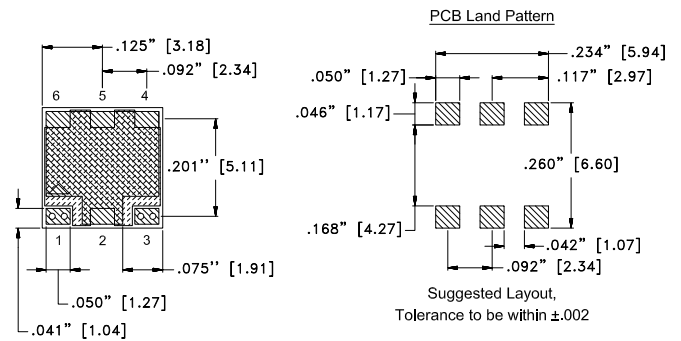 PCB Land Pattern
.125” [3.18]
.092” [2.34]
6 5 4
.201'' [5.11]
1 2 3
.075'' [1.91]
.050” [1.27]
.041” [1.04]
.234” [5.94]
.050” [1.27]
.117” [2.97]
.046” [1.17]
.260” [6.60]
.168” [4.27]
.042” [1.07]
.092” [2.34]
Suggested Layout,
Tolerance to be within ±.002